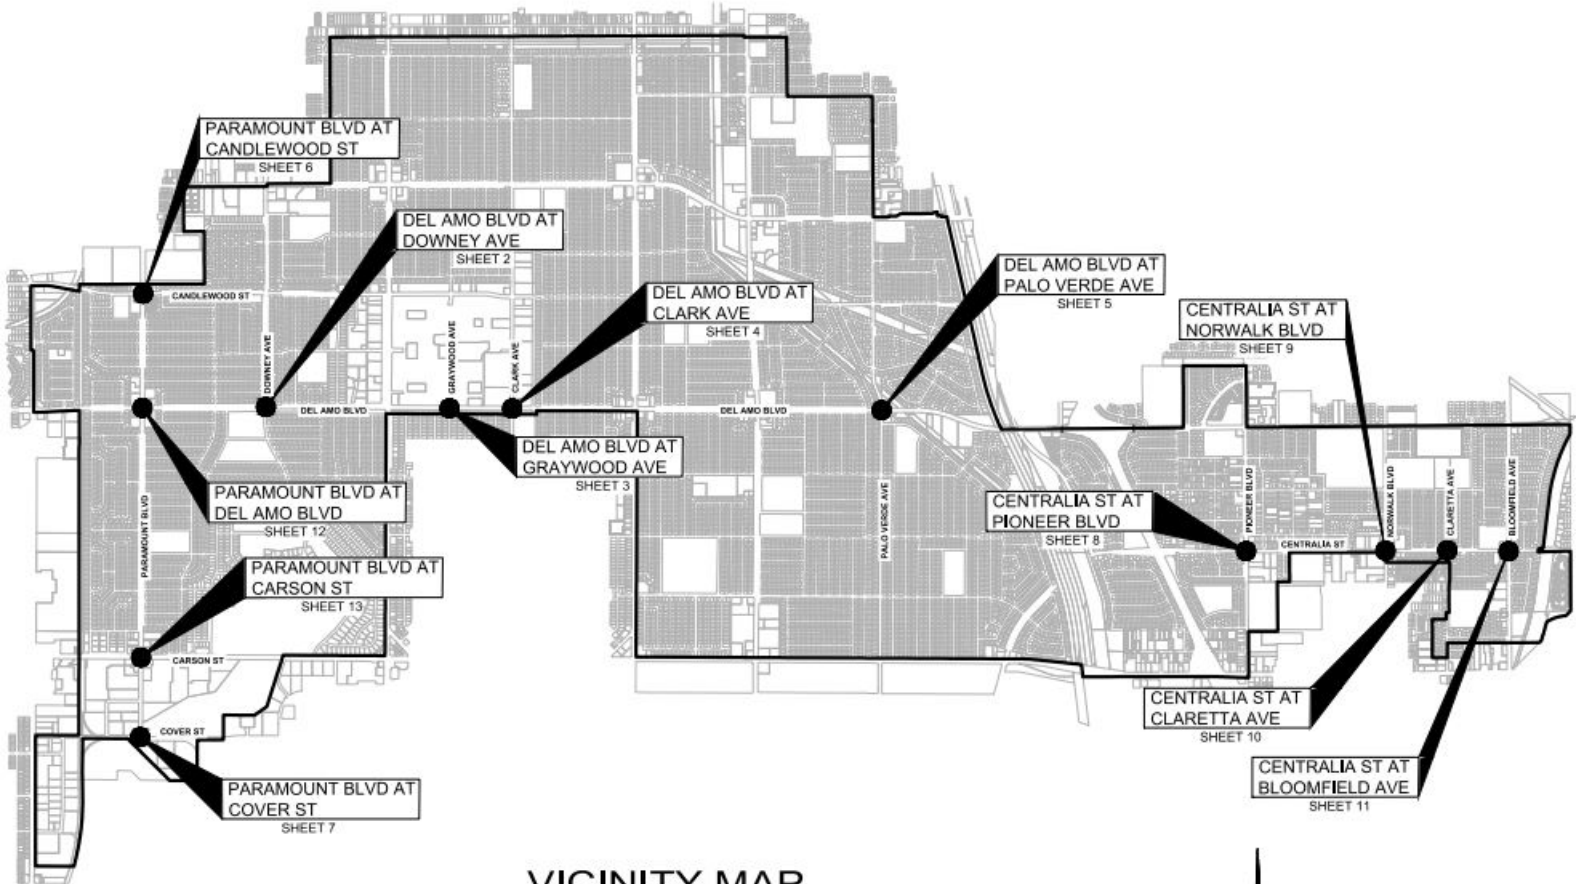 PARAMOUNT BLVD AT
CANDLEWOOD ST
SHEET 6
DEL AMO BLVD AT
DOWNEY AVE
SHEET 2
DEL AMO BLVD AT
CLARK AVE
SHEET 4
DEL AMO BLVD AT
PALO VERDE AVE
SHEET 5
CENTRALIA ST AT
NORWALK BLVD
SHEET 9
CANDLEWOOD ST
DOWNEY AVE
GRAYWOOD AVE
CLARK AVE
DEL AMO BLVD
DEL AMO BLVD
DEL AMO BLVD AT
GRAYWOOD AVE
SHEET 3
PARAMOUNT BLVD AT
DEL AMO BLVD
SHEET 12
PARAMOUNT BLVD
PALO VERDE AVE
CENTRALIA ST AT
PIONEER BLVD
SHEET 8
PIONEER BLVD
CENTRALIA ST
NORWALK BLVD
CLARETTA AVE
BLOOMFIELD AVE
PARAMOUNT BLVD AT
CARSON ST
SHEET 13
CARSON ST
CENTRALIA ST AT
CLARETTA AVE
SHEET 10
COVER ST
CENTRALIA ST AT
BLOOMFIELD AVE
SHEET 11
PARAMOUNT BLVD AT
COVER ST
SHEET 7
VICINITY MAP